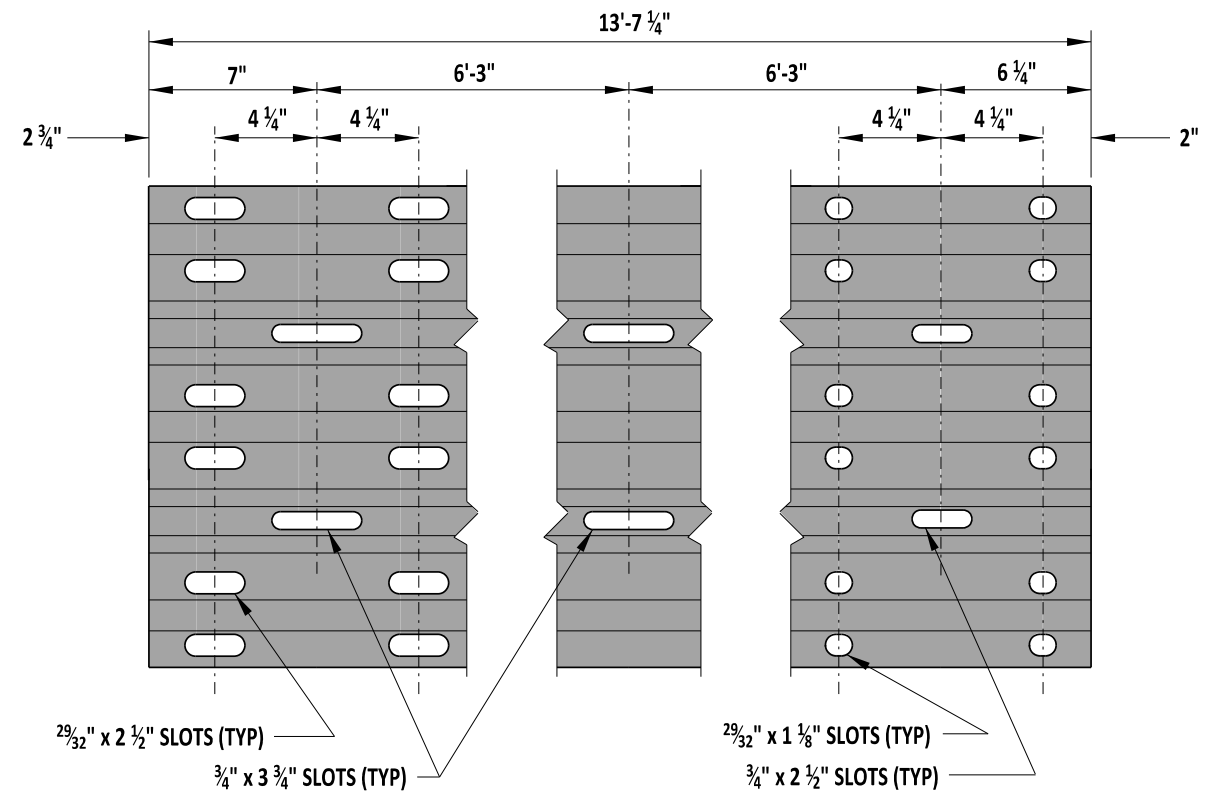 13'-7 ¼"
7" 6'-3" 6'-3" 6 ¼"
2 ¾" 4 ¼" 4 ¼" 4 ¼" 4 ¼" 2"
²⁹⁄₃₂" x 2 ½" SLOTS (TYP) ²⁹⁄₃₂" x 1 ⅛" SLOTS (TYP)
¾" x 3 ¾" SLOTS (TYP) ¾" x 2 ½" SLOTS (TYP)